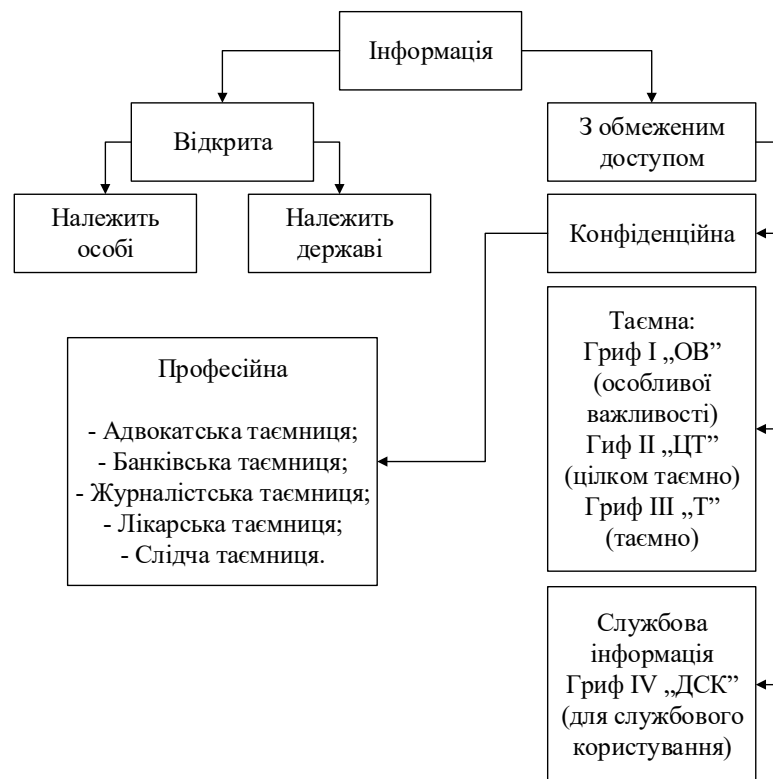 Інформація
Відкрита
З обмеженим
доступом
Належить
особі
Належить
державі
Конфіденційна
Таємна:
Гриф І „ОВ”
(особливої
важливості)
Гиф ІІ „ЦТ”
(цілком таємно)
Гриф ІІІ „Т”
(таємно)
Професійна
- Адвокатська таємниця;
- Банківська таємниця;
- Журналістська таємниця;
- Лікарська таємниця;
- Слідча таємниця.
Службова
інформація
Гриф IV „ДСК”
(для службового
користування)